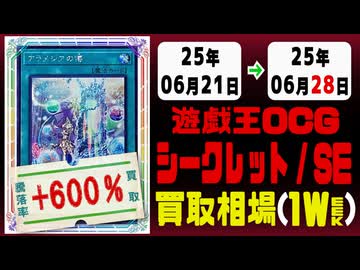 アラメシアの儀
買取
騰落率
+600%
25年
06月21日
25年
06月28日
遊戯王OCG
シークレット/SE
買取相場(1W